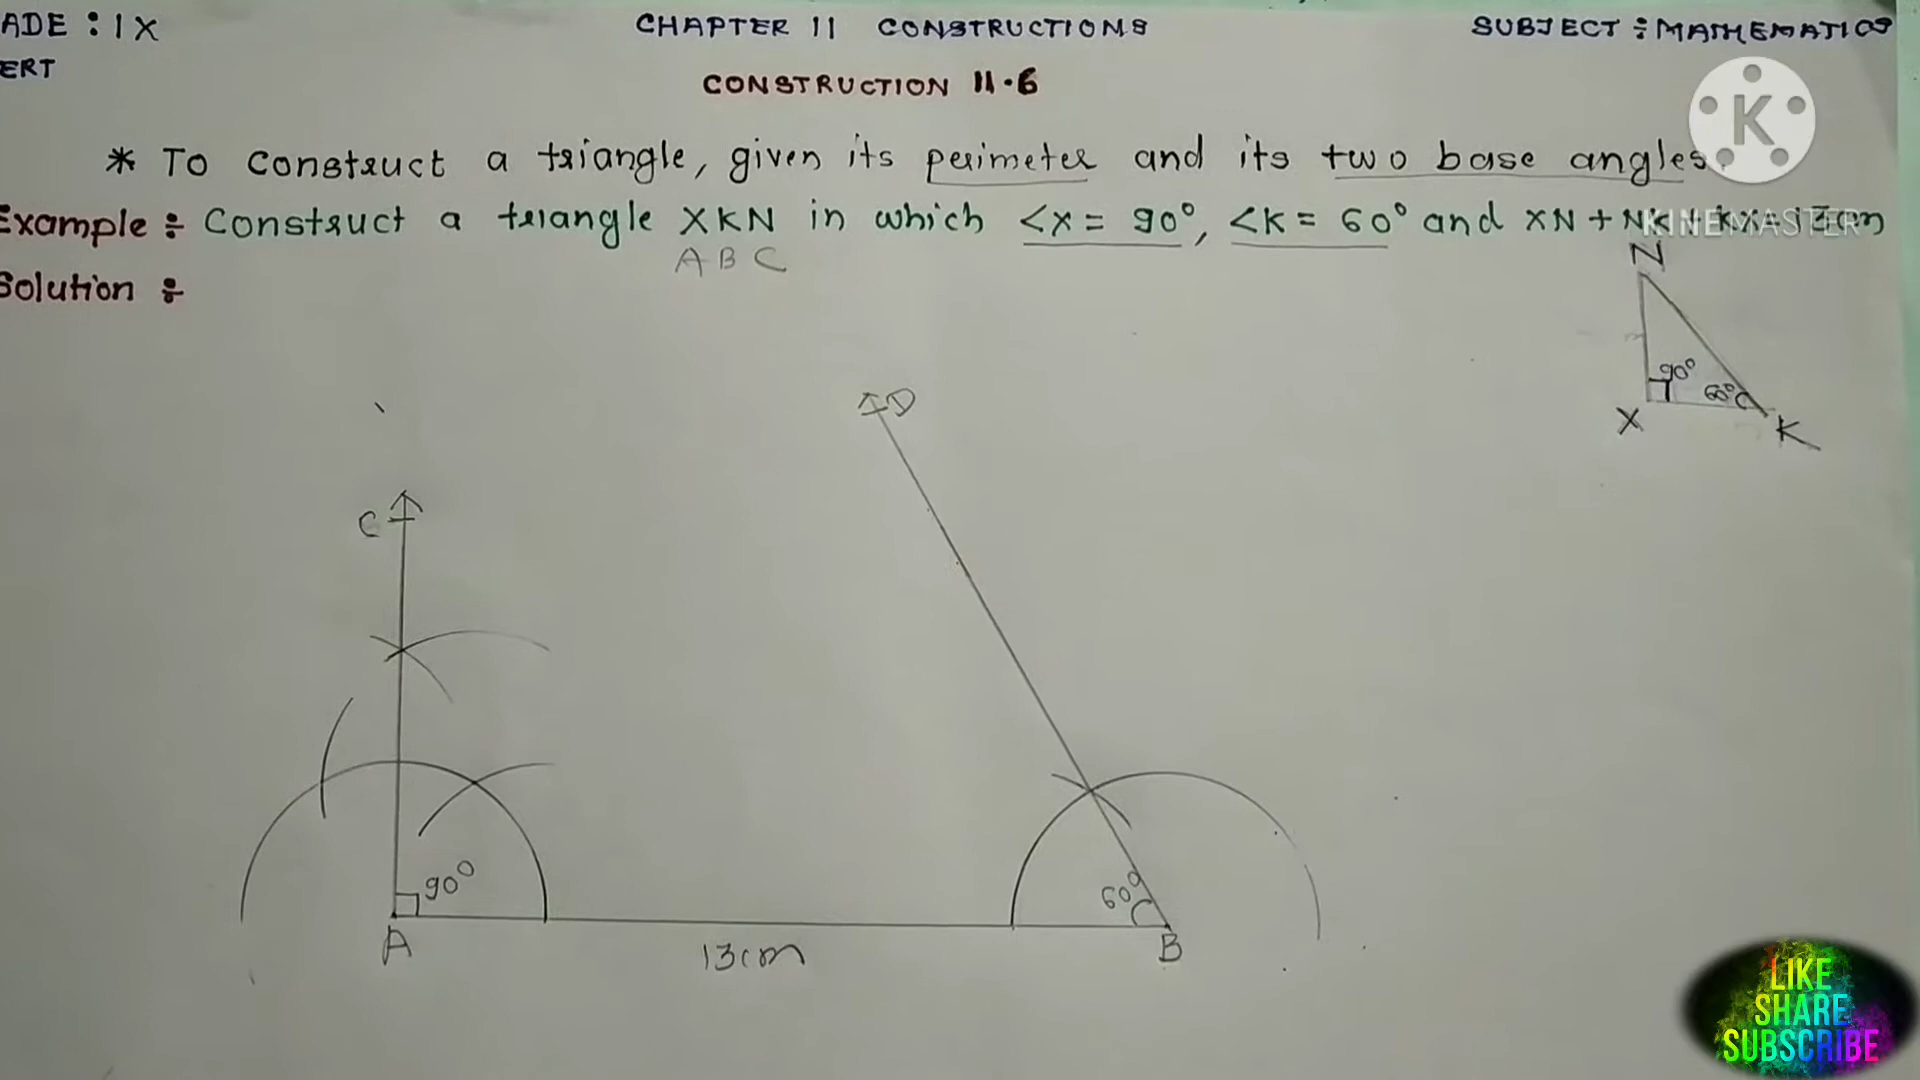 ADE : IX
CHAPTER 11 CONSTRUCTIONS
SUBJECT : MATHEMATICS
ERT
CONSTRUCTION 11.6
K
* To construct a triangle, given its perimeter and its two base angles.
Example : Construct a triangle XKN in which <X = 90°, <K = 60° and XN + NK + KX = 13cm
KINEMASTER
A B C
Solution :
N
90°
60°
X
K
D
C
90°
60°
A
13cm
B
LIKE
SHARE
SUBSCRIBE